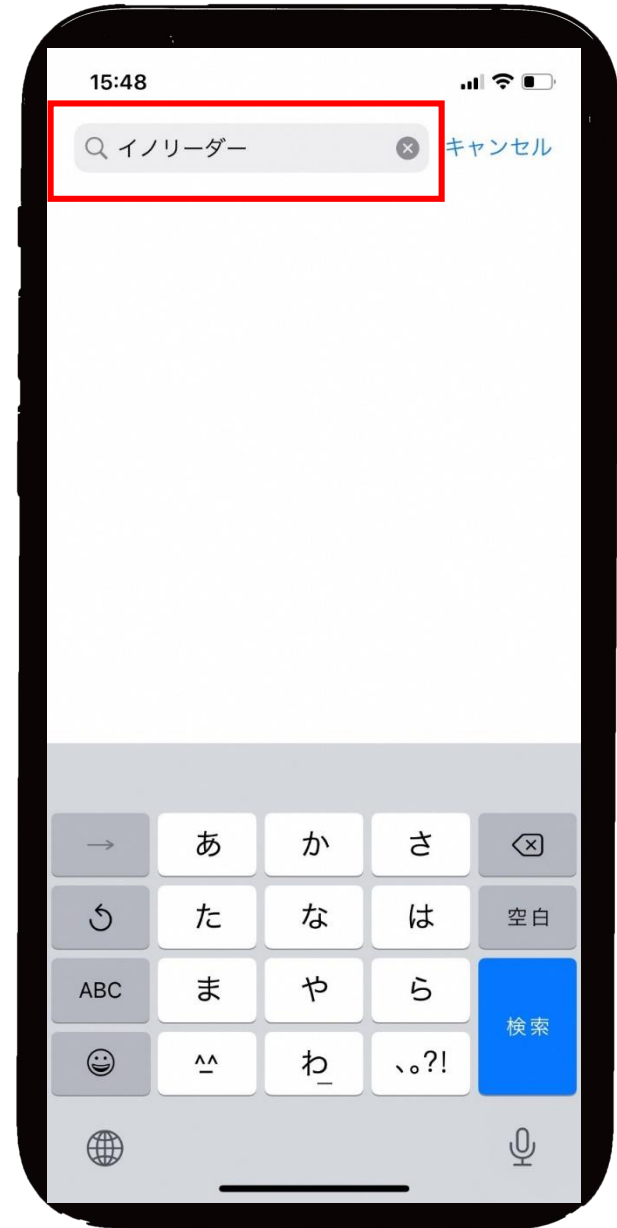 15:48
イノリーダー キャンセル
→ あ か さ
た な は 空白
ABC ま や ら 検索
^^ わ_ 、。?!